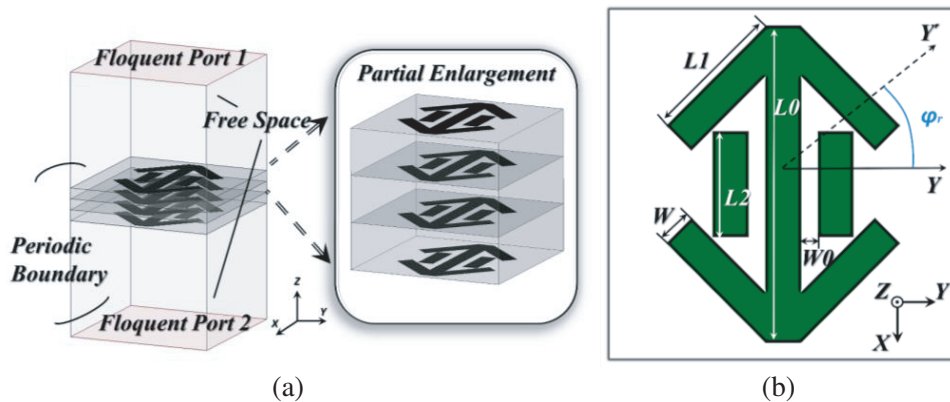 Floquent Port 1
Partial Enlargement
Free Space
Periodic
Boundary
Floquent Port 2
Z
X
Y
(a)
L1
L0
Y'
φr
Y
L2
W
W0
Z
Y
X
(b)